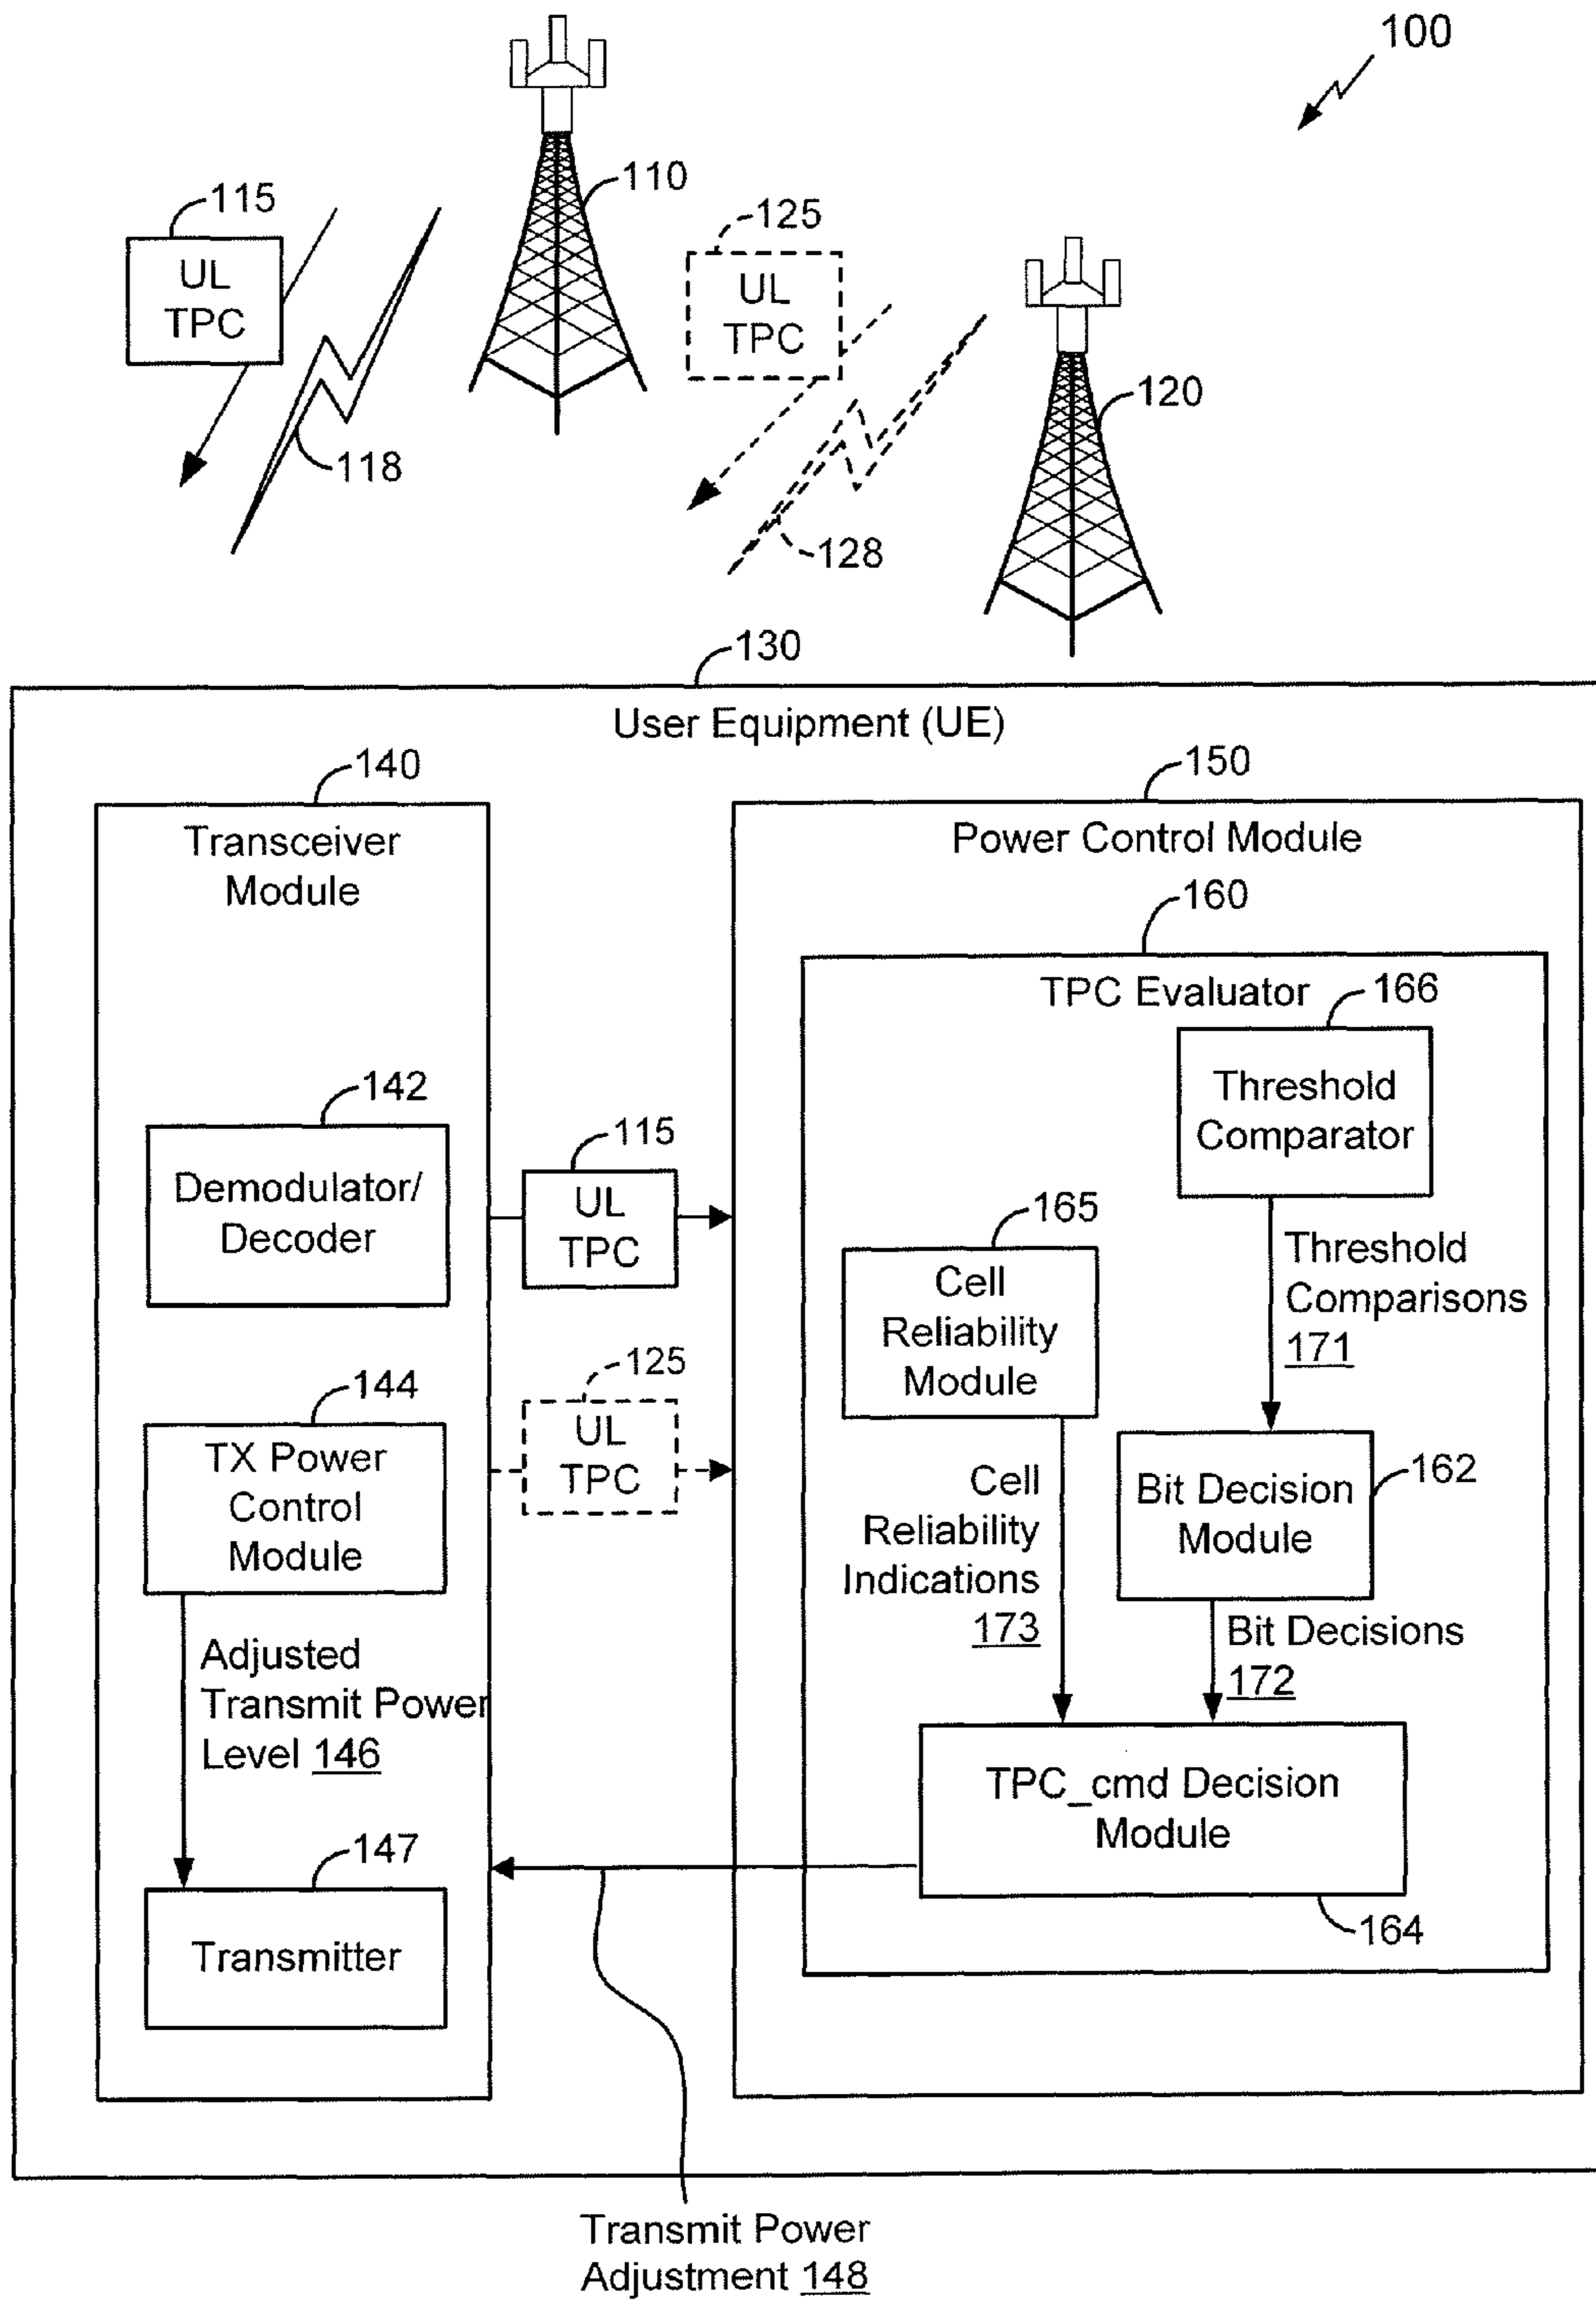 100
110
115
UL
TPC
125
UL
TPC
120
118
128
130
User Equipment (UE)
140
Transceiver
Module
150
Power Control Module
160
TPC Evaluator
166
Threshold
Comparator
142
Demodulator/
Decoder
115
UL
TPC
165
Cell
Reliability
Module
Threshold
Comparisons
171
144
TX Power
Control
Module
125
UL
TPC
Cell
Reliability
Indications
173
Bit Decision
Module
162
Bit Decisions
172
Adjusted
Transmit Power
Level 146
TPC_cmd Decision
Module
164
147
Transmitter
Transmit Power
Adjustment 148